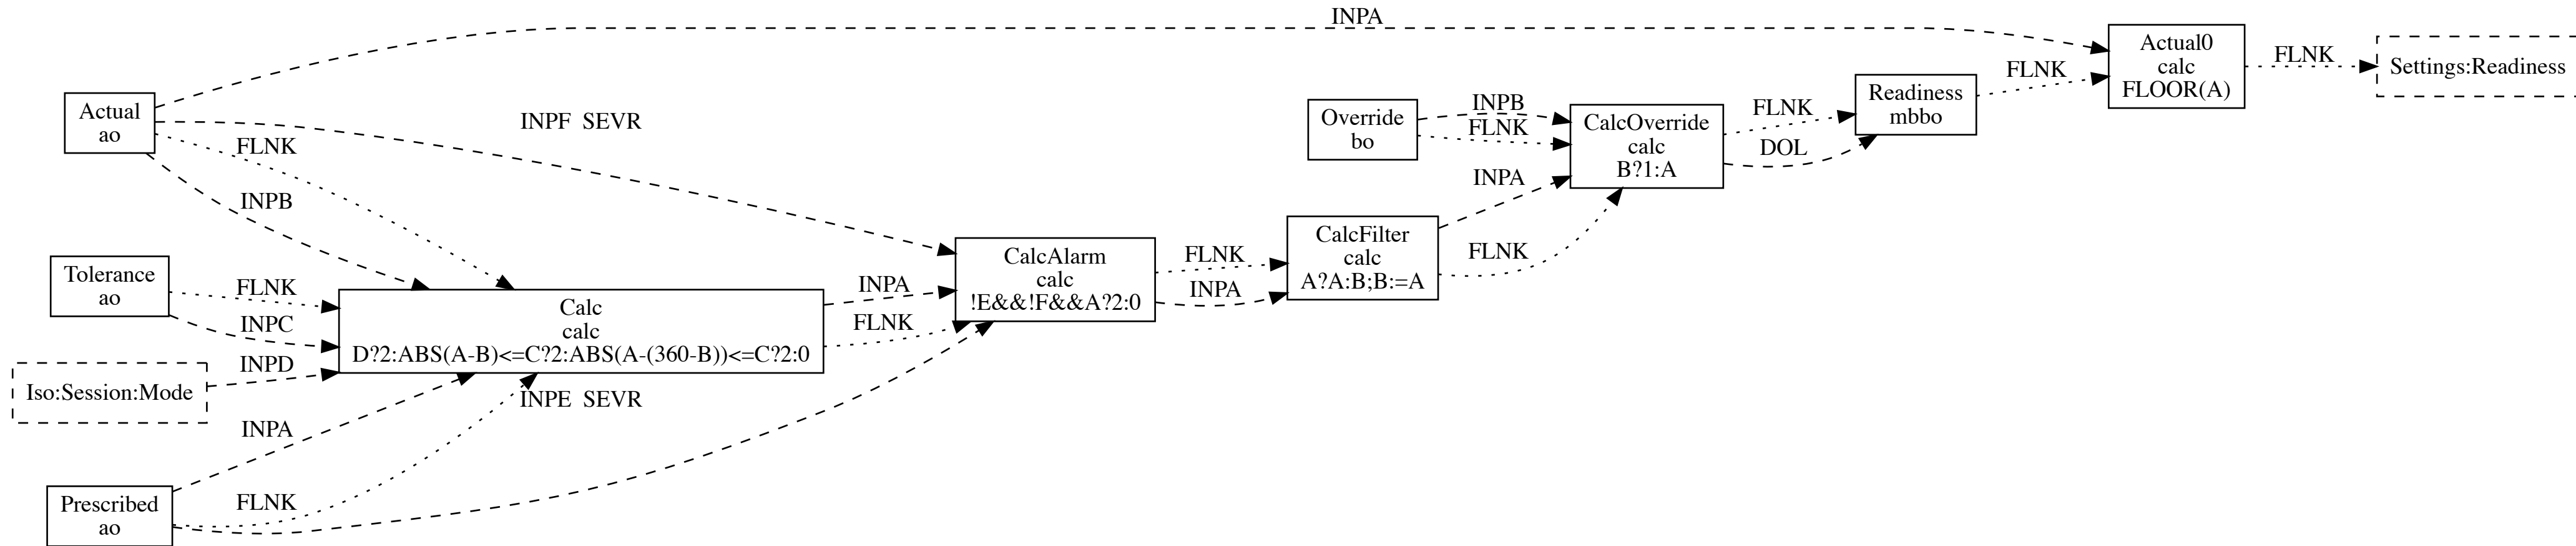 INPA
Actual0
calc
FLOOR(A)
FLNK
Settings:Readiness
FLNK
Readiness
mbbo
Actual
ao
INPF  SEVR
FLNK
INPB
Override
bo
INPB
FLNK
CalcOverride
calc
B?1:A
FLNK
DOL
INPA
FLNK
CalcFilter
calc
A?A:B;B:=A
Tolerance
ao
FLNK
INPC
CalcAlarm
calc
!E&&!F&&A?2:0
FLNK
INPA
Calc
calc
D?2:ABS(A-B)<=C?2:ABS(A-(360-B))<=C?2:0
INPA
FLNK
Iso:Session:Mode
INPD
INPE  SEVR
INPA
Prescribed
ao
FLNK